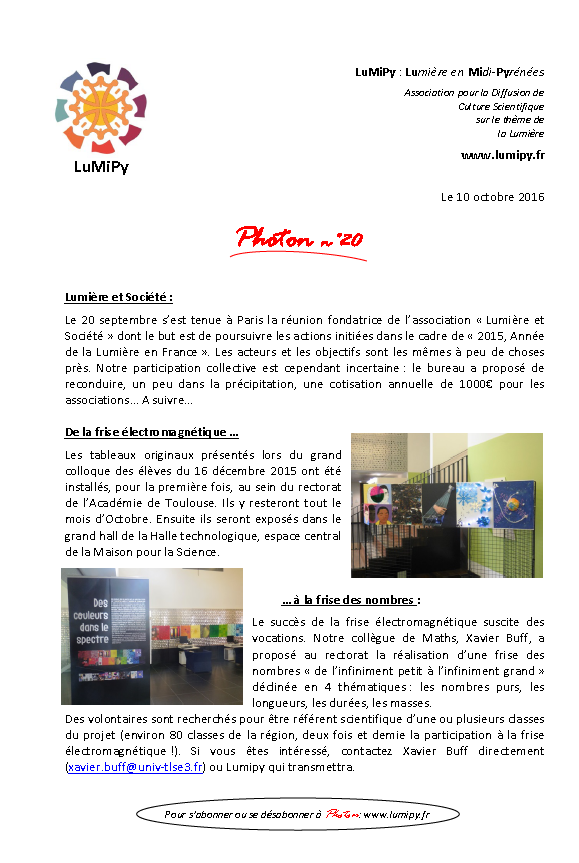 LuMiPy : Lumière en Midi-Pyrénées
Association pour la Diffusion de
Culture Scientifique
sur le thème de
la Lumière
www.lumipy.fr
LuMiPy
Le 10 octobre 2016
Photon n°20
Lumière et Société :
Le 20 septembre s’est tenue à Paris la réunion fondatrice de l’association « Lumière et
Société » dont le but est de poursuivre les actions initiées dans le cadre de « 2015, Année
de la Lumière en France ». Les acteurs et les objectifs sont les mêmes à peu de choses
près. Notre participation collective est cependant incertaine : le bureau a proposé de
reconduire, un peu dans la précipitation, une cotisation annuelle de 1000€ pour les
associations... A suivre...
De la frise électromagnétique ...
Les tableaux originaux présentés lors du grand
colloque des élèves du 16 décembre 2015 ont été
installés, pour la première fois, au sein du rectorat
de l’Académie de Toulouse. Ils y resteront tout le
mois d’Octobre. Ensuite ils seront exposés dans le
grand hall de la Halle technologique, espace central
de la Maison pour la Science.
Des
couleurs
dans le
spectre
... à la frise des nombres :
Le succès de la frise électromagnétique suscite des
vocations. Notre collègue de Maths, Xavier Buff, a
proposé au rectorat la réalisation d’une frise des
nombres « de l’infiniment petit à l’infiniment grand »
déclinée en 4 thématiques : les nombres purs, les
longueurs, les durées, les masses.
Des volontaires sont recherchés pour être référent scientifique d’une ou plusieurs classes
du projet (environ 80 classes de la région, deux fois et demie la participation à la frise
électromagnétique !). Si vous êtes intéressé, contactez Xavier Buff directement
(xavier.buff@univ-tlse3.fr) ou Lumipy qui transmettra.
Pour s’abonner ou se désabonner à Photon: www.lumipy.fr